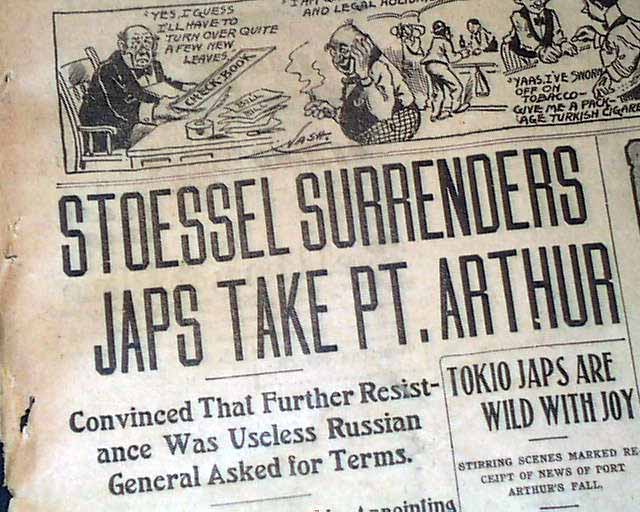 "YES, I GUESS
I'LL HAVE TO
TURN OVER QUITE
A FEW NEW
LEAVES"
CHECK-BOOK
AND LEGAL HOLIDAY
NASH
"YAAS, I'VE SWORN
OFF ON
TOBACCO—
GIVE ME A PACK-
AGE TURKISH CIGAR
STOESSEL SURRENDERS
JAPS TAKE PT. ARTHUR
Convinced That Further Resist-
ance Was Useless Russian
General Asked for Terms.
TOKIO JAPS ARE
WILD WITH JOY
STIRRING SCENES MARKED RE-
CEIPT OF NEWS OF PORT
ARTHUR'S FALL.
Appointing